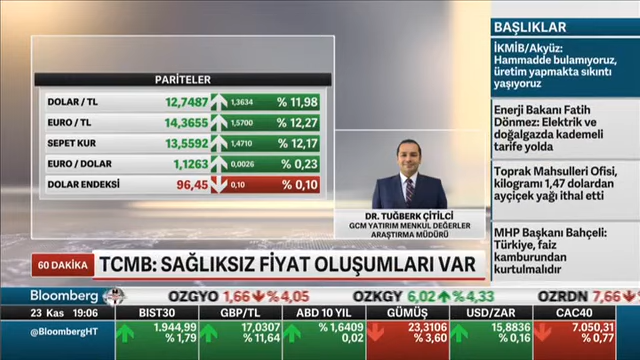 PARITELER
DOLAR / TL 12,7487 1,3634 % 11,98
EURO / TL 14,3655 1,5700 % 12,27
SEPET KUR 13,5592 1,4710 % 12,17
EURO / DOLAR 1,1263 0,0026 % 0,23
DOLAR ENDEKSİ 96,45 0,10 % 0,10
DR. TUĞBERK ÇİTİLCİ
GCM YATIRIM MENKUL DEĞERLER
ARAŞTIRMA MÜDÜRÜ
BAŞLIKLAR
İKMİB/Akyüz:
Hammadde bulamıyoruz,
üretim yapmakta sıkıntı
yaşıyoruz
Enerji Bakanı Fatih
Dönmez: Elektrik ve
doğalgazda kademeli
tarife yolda
Toprak Mahsulleri Ofisi,
kilogramı 1,47 dolardan
ayçiçek yağı ithal etti
MHP Başkanı Bahçeli:
Türkiye, faiz
kamburundan
kurtulmalıdır
60 DAKİKA TCMB: SAĞLIKSIZ FİYAT OLUŞUMLARI VAR
Bloomberg HT OZGYO 1,66 % 4,05 OZKGY 6,02 % 4,33 OZRDN 7,66
23 Kas 19:06 BIST30 GBP/TL ABD 10 YIL GÜMÜŞ USD/ZAR CAC40
@BloombergHT 1.944,99 17,0307 % 1,6409 23,3106 15,8836 7.050,31
% 1,79 % 11,64 0,02 % 3,60 % 0,16 % 0,77